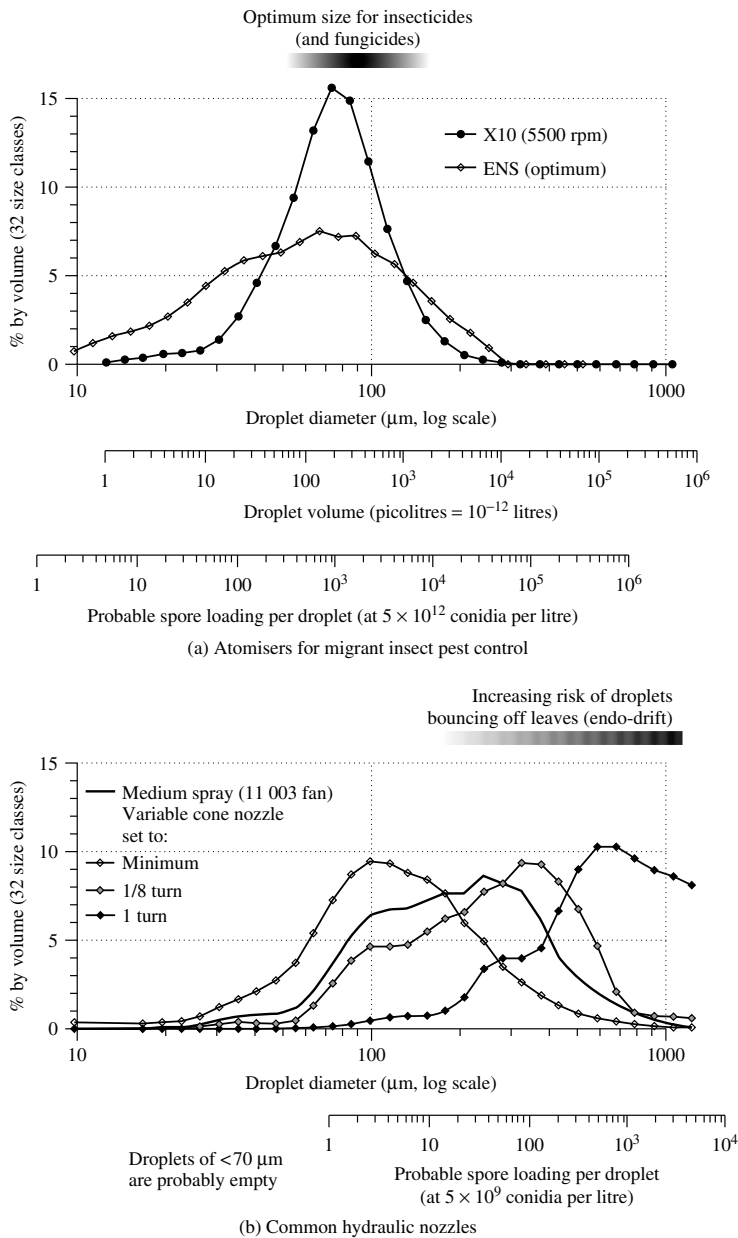 Optimum size for insecticides
(and fungicides)
% by volume (32 size classes)
15
10
5
0
X10 (5500 rpm)
ENS (optimum)
10 100 1000
Droplet diameter (µm, log scale)
1 10 100 10³ 10⁴ 10⁵ 10⁶
Droplet volume (picolitres = 10⁻¹² litres)
1 10 100 10³ 10⁴ 10⁵ 10⁶
Probable spore loading per droplet (at 5 × 10¹² conidia per litre)
(a) Atomisers for migrant insect pest control
Increasing risk of droplets
bouncing off leaves (endo-drift)
% by volume (32 size classes)
15
10
5
0
Medium spray (11 003 fan)
Variable cone nozzle
set to:
Minimum
1/8 turn
1 turn
10 100 1000
Droplet diameter (µm, log scale)
1 10 100 10³ 10⁴
Droplets of <70 µm
are probably empty
Probable spore loading per droplet
(at 5 × 10⁹ conidia per litre)
(b) Common hydraulic nozzles